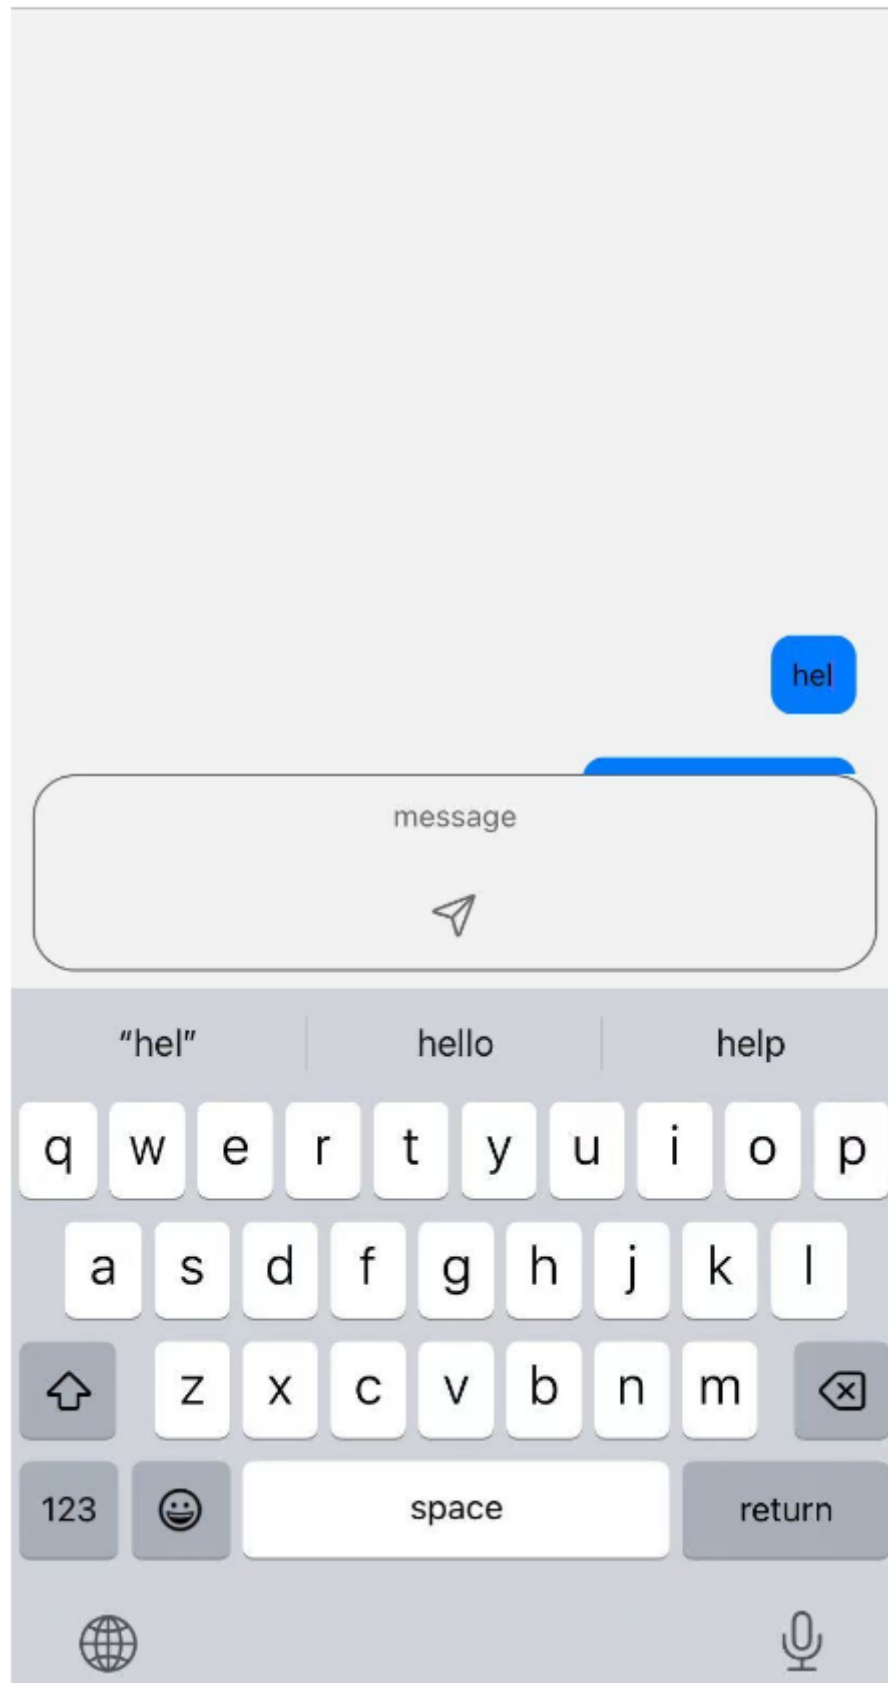 hel
message
“hel” hello help
q w e r t y u i o p
a s d f g h j k l
z x c v b n m
123 space return